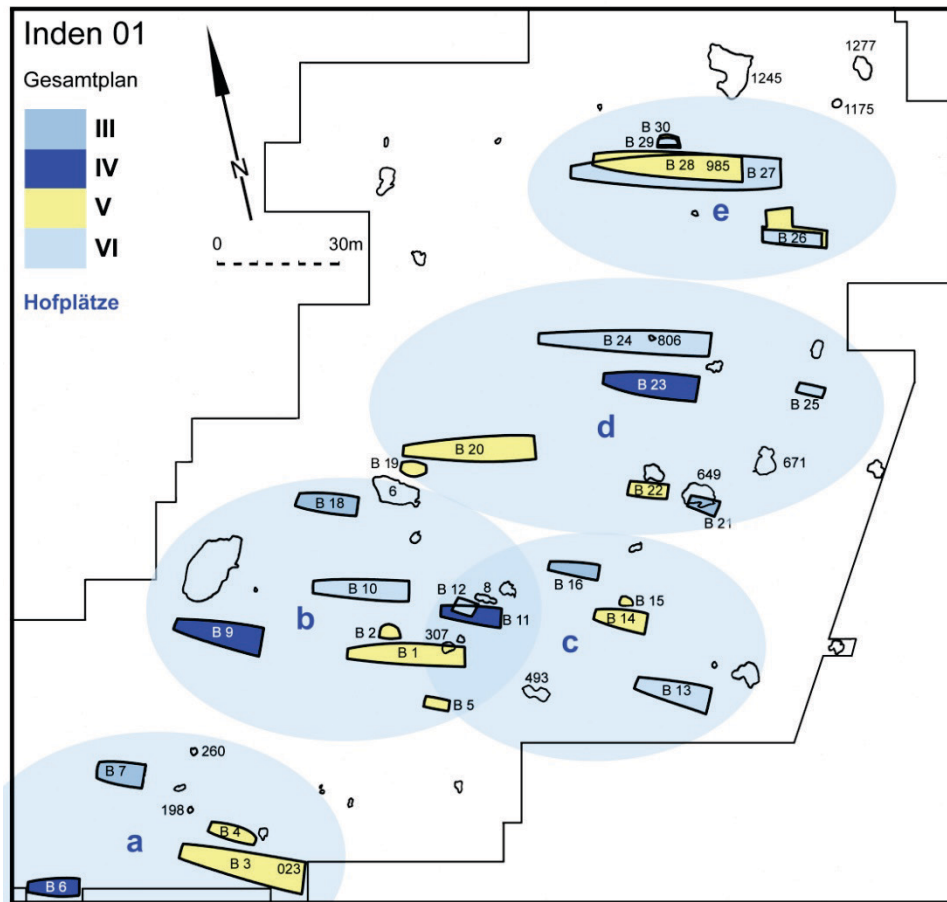 Inden 01
Gesamtplan
III
IV
V
VI
Hofplätze
N
0 30m
1277
1245
1175
B 30
B 29
B 28 985 B 27
e
B 26
B 24 806
B 23
B 25
d
B 20
B 19
6
B 18
671
649
B 22
B 21
B 16
B 10
B 12 8
B 11
B 15
B 14
b
B 9
B 2
307
B 1
c
B 5
493
B 13
260
B 7
198
B 4
a
B 3 023
B 6